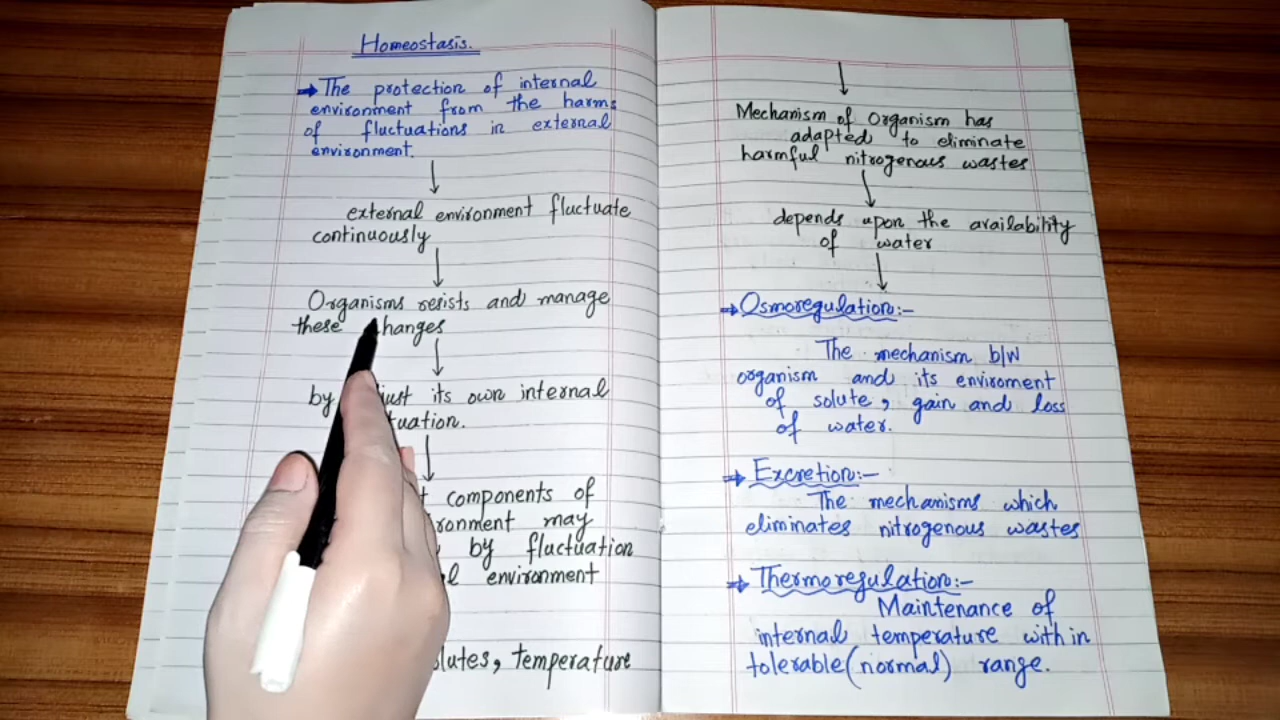 Homeostasis.
The protection of internal
environment from the harms
of fluctuations in external
environment.
external environment fluctuate
continuously
Organisms resists and manage
these changes
by its own internal
components of
may
by fluctuation
environment
temperature
Mechanism of Organism has
adapted to eliminate
harmful nitrogenous wastes
depends upon the availability
of water
Osmoregulation:-
The mechanism b/w
organism and its enviroment
of solute, gain and loss
of water.
Excretion:-
The mechanisms which
eliminates nitrogenous wastes
Thermoregulation:-
Maintenance of
internal temperature with in
tolerable(normal) range.